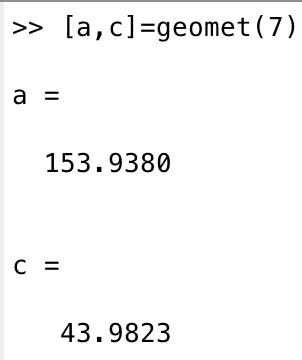 >> [a,c]=geomet(7)
a =
153.9380
c =
43.9823